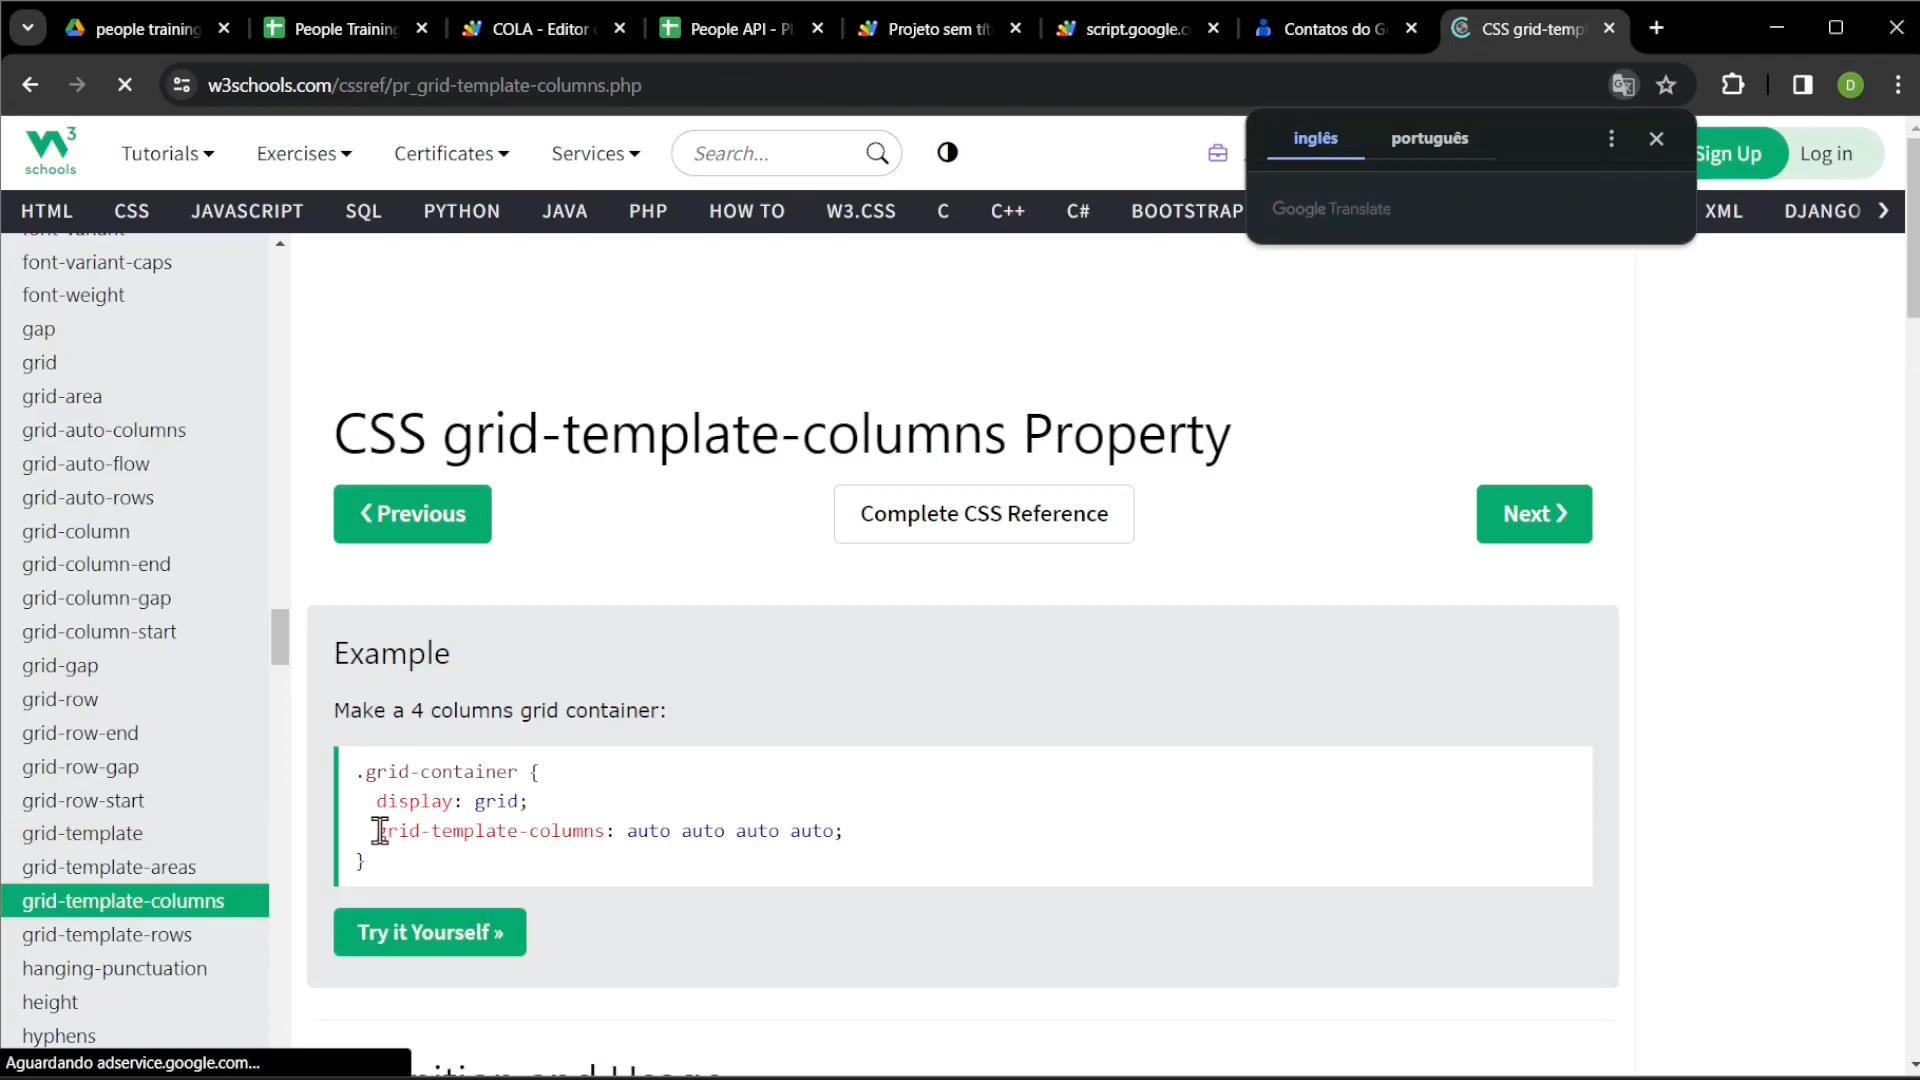 people training
People Training
COLA - Editor
People API - Pl
Projeto sem tít
script.google.c
Contatos do G
CSS grid-temp
w3schools.com/cssref/pr_grid-template-columns.php
D
3
schools
Tutorials
Exercises
Certificates
Services
Search...
inglês
português
Google Translate
Sign Up
Log in
HTML
CSS
JAVASCRIPT
SQL
PYTHON
JAVA
PHP
HOW TO
W3.CSS
C
C++
C#
BOOTSTRAP
XML
DJANGO
font-variant
font-variant-caps
font-weight
gap
grid
grid-area
grid-auto-columns
grid-auto-flow
grid-auto-rows
grid-column
grid-column-end
grid-column-gap
grid-column-start
grid-gap
grid-row
grid-row-end
grid-row-gap
grid-row-start
grid-template
grid-template-areas
grid-template-columns
grid-template-rows
hanging-punctuation
height
hyphens
CSS grid-template-columns Property
❮ Previous
Complete CSS Reference
Next ❯
Example
Make a 4 columns grid container:
.grid-container {
display: grid;
grid-template-columns: auto auto auto auto;
}
Try it Yourself »
Aguardando adservice.google.com...